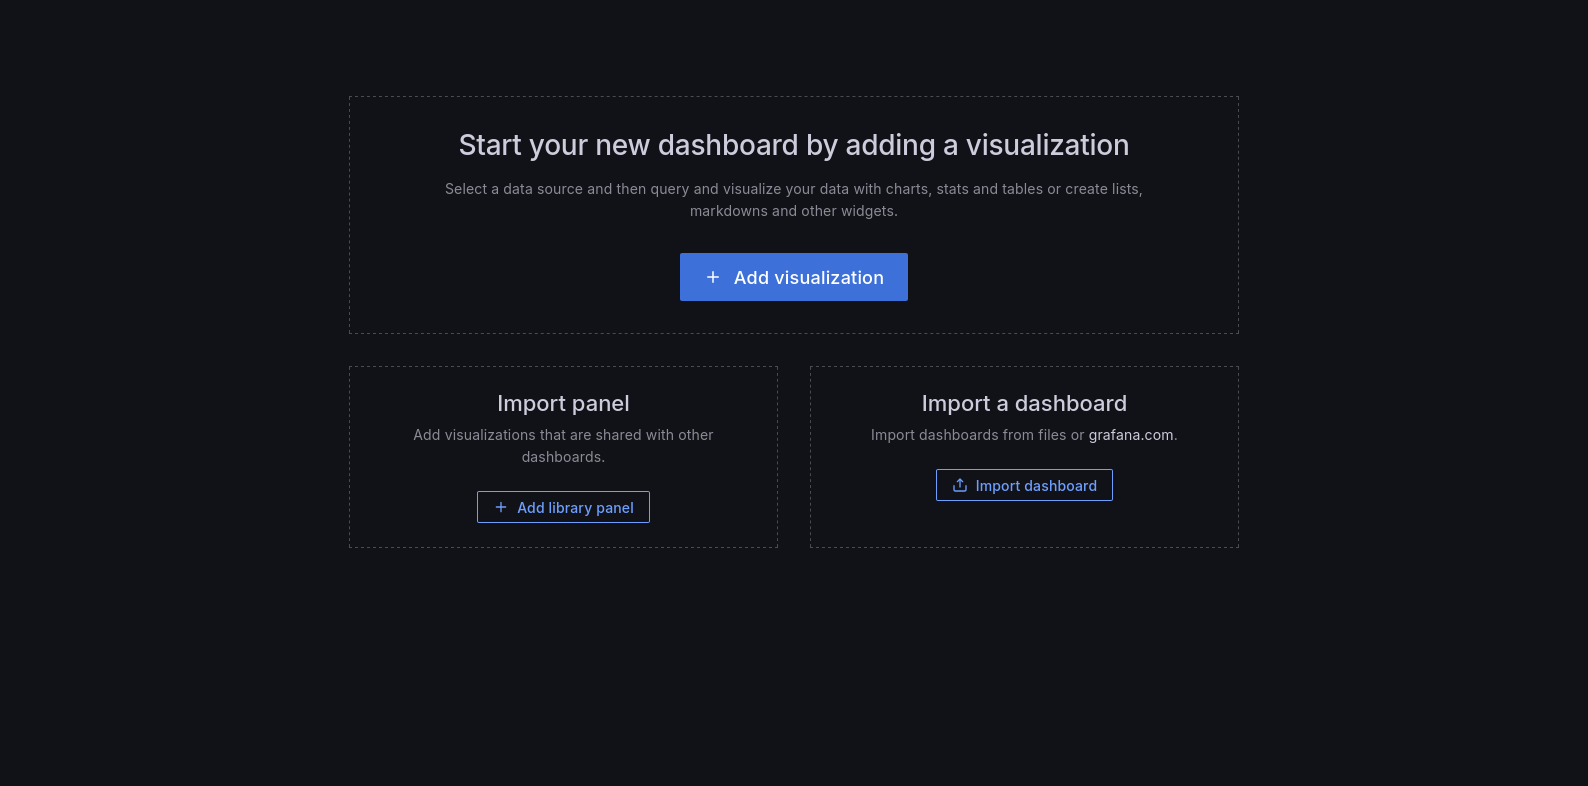 Start your new dashboard by adding a visualization
Select a data source and then query and visualize your data with charts, stats and tables or create lists,
markdowns and other widgets.
Add visualization
Import panel
Add visualizations that are shared with other
dashboards.
Add library panel
Import a dashboard
Import dashboards from files or grafana.com.
Import dashboard